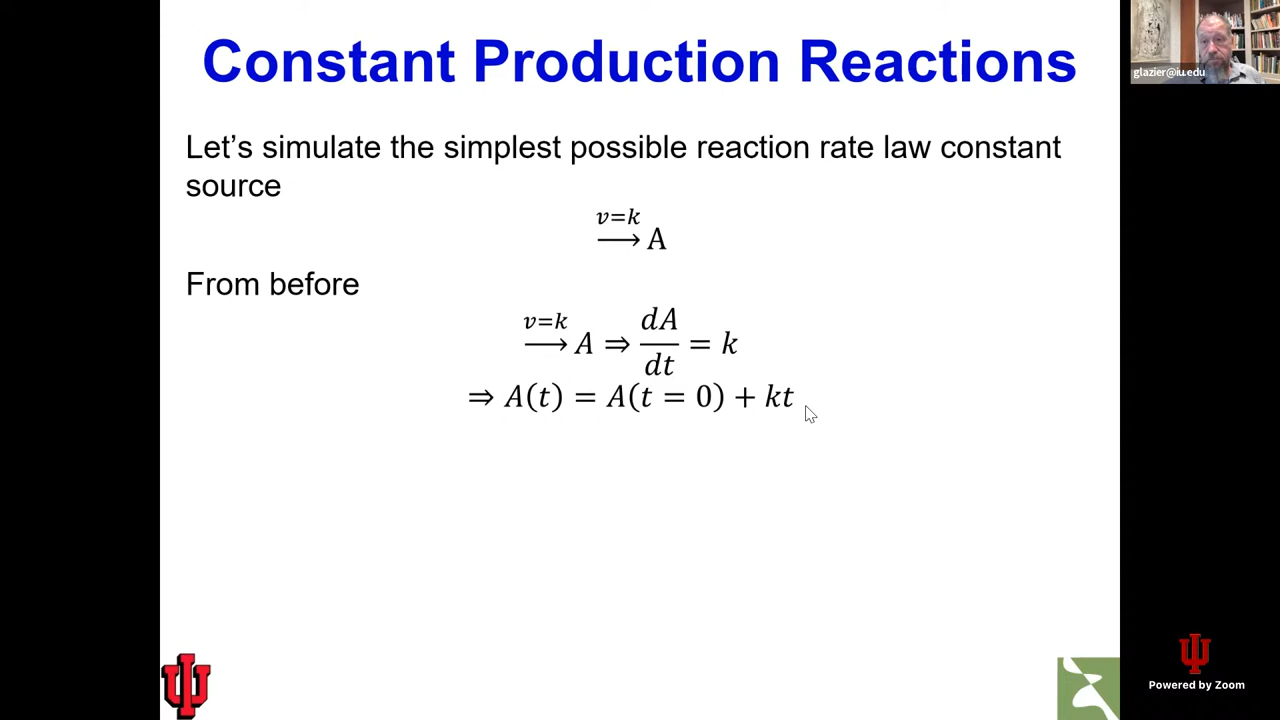 Constant Production Reactions
glazier@iu.edu
Let's simulate the simplest possible reaction rate law constant
source
v=k
⟶ A
From before
v=k
⟶ A ⇒ dA/dt = k
⇒ A(t) = A(t = 0) + kt
Powered by Zoom